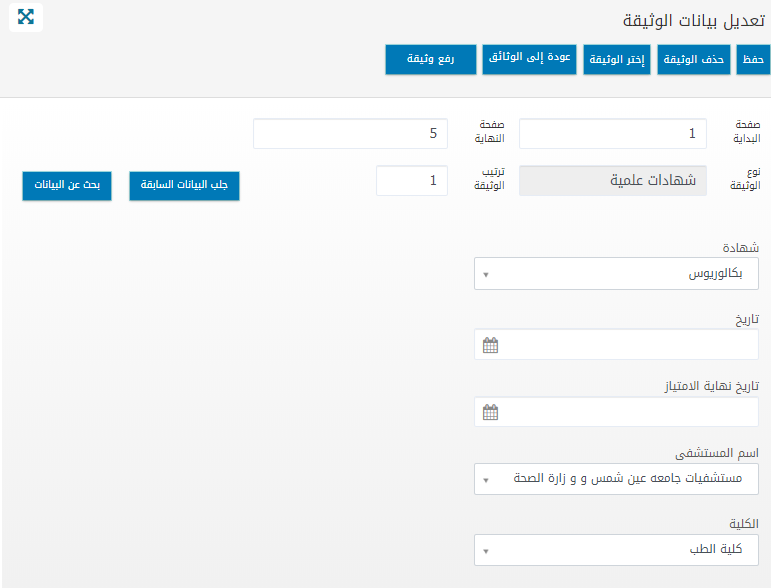 تعديل بيانات الوثيقة
حفظ
حذف الوثيقة
إختر الوثيقة
عودة إلى الوثائق
رفع وثيقة
صفحة البداية
1
صفحة النهاية
5
نوع الوثيقة
شهادات علمية
ترتيب الوثيقة
1
جلب البيانات السابقة
بحث عن البيانات
شهادة
بكالوريوس
تاريخ
تاريخ نهاية الامتياز
اسم المستشفى
مستشفيات جامعه عين شمس و و زارة الصحة
الكلية
كلية الطب